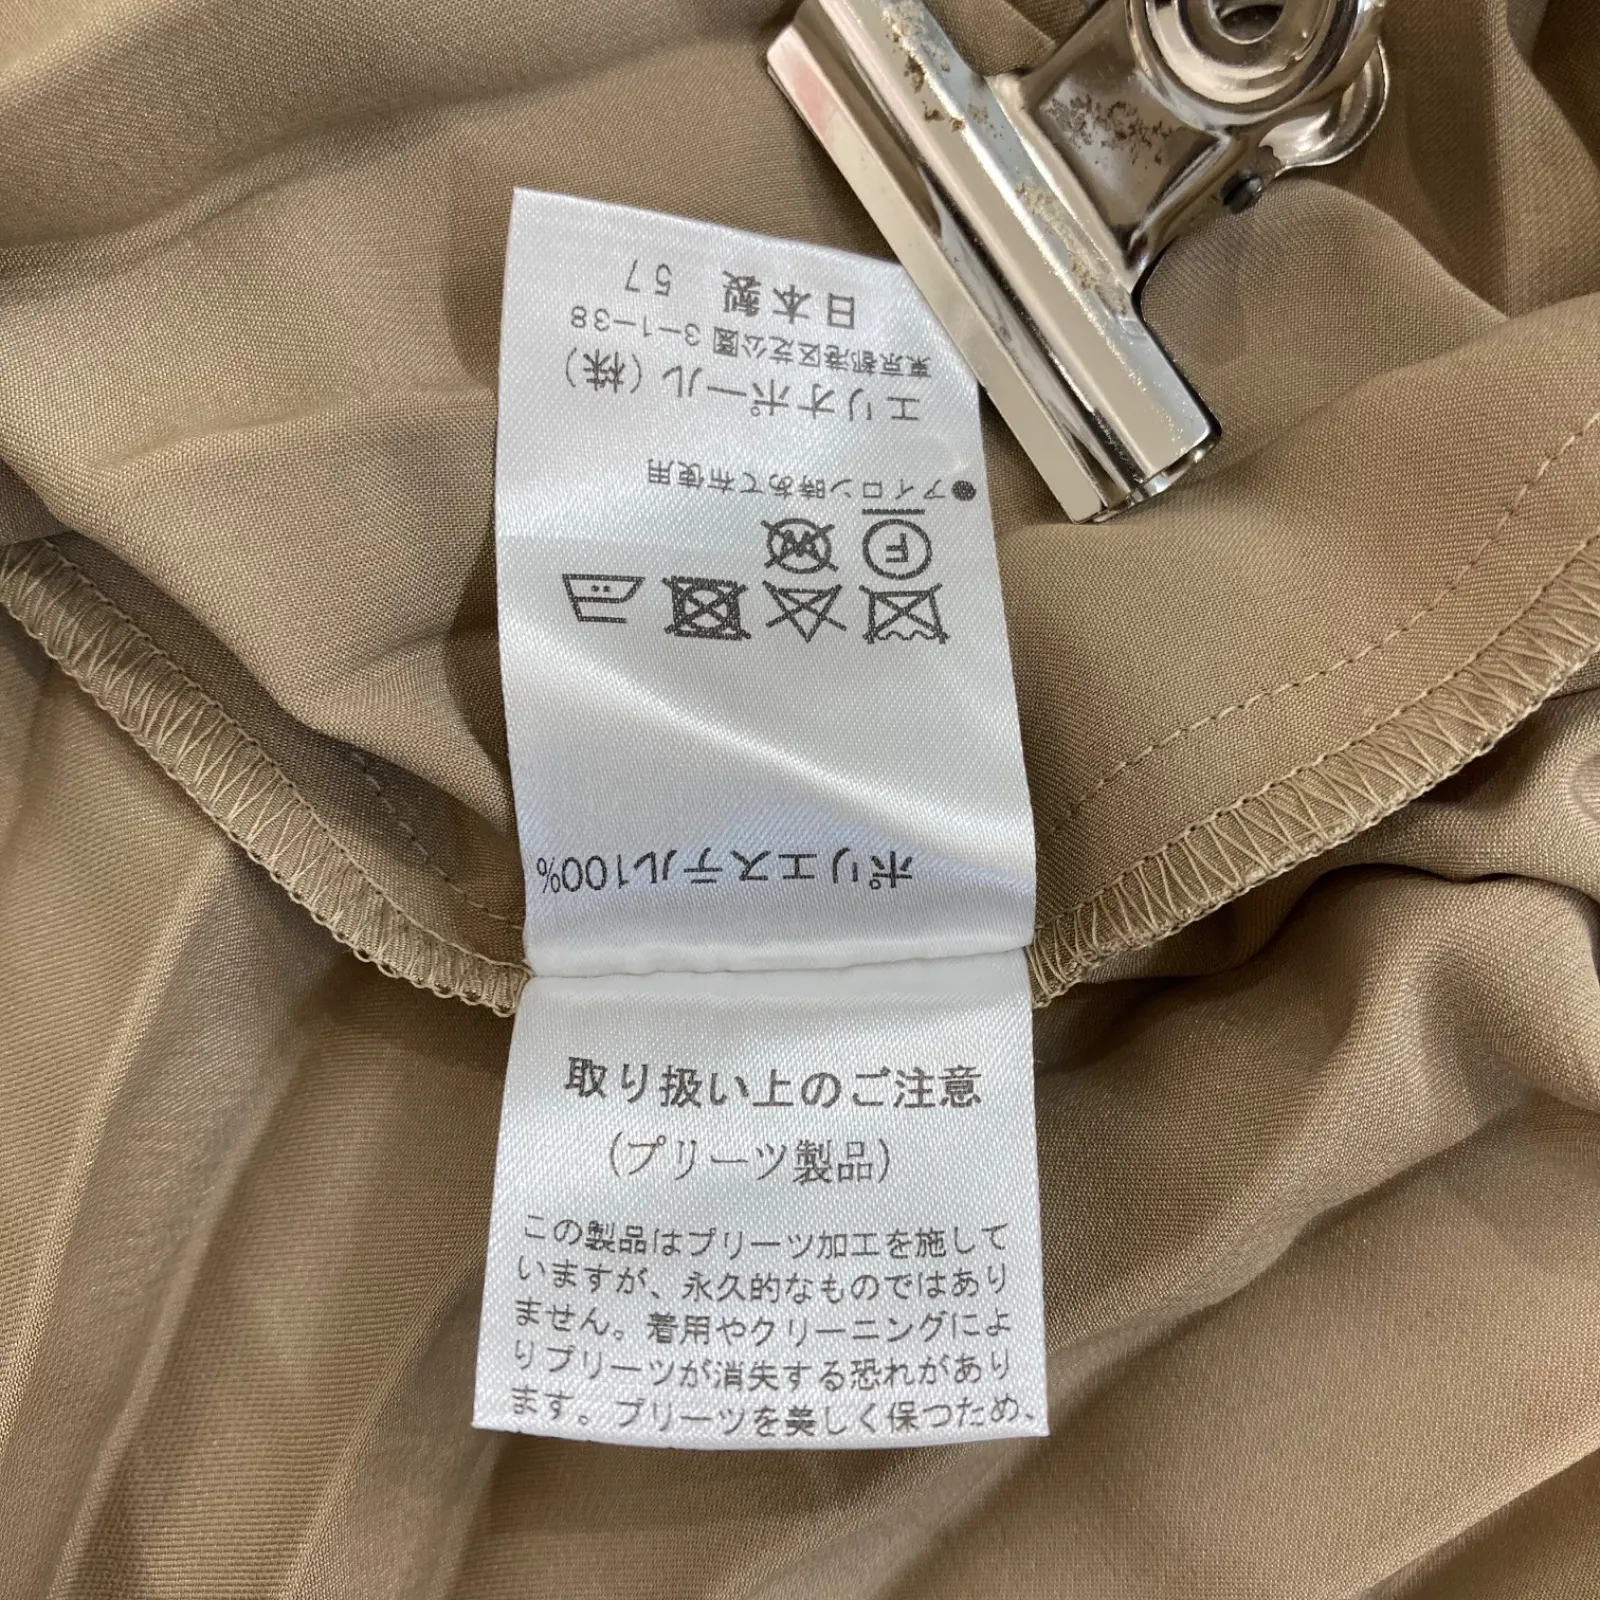 ポリエステル100%
F
W
●アイロン時あて布使用
エリオポール(株)
東京都港区芝公園 3-1-38
日本製 57
取り扱い上のご注意
(プリーツ製品)
この製品はプリーツ加工を施して
いますが、永久的なものではあり
ません。着用やクリーニングによ
りプリーツが消失する恐れがあり
ます。プリーツを美しく保つため、